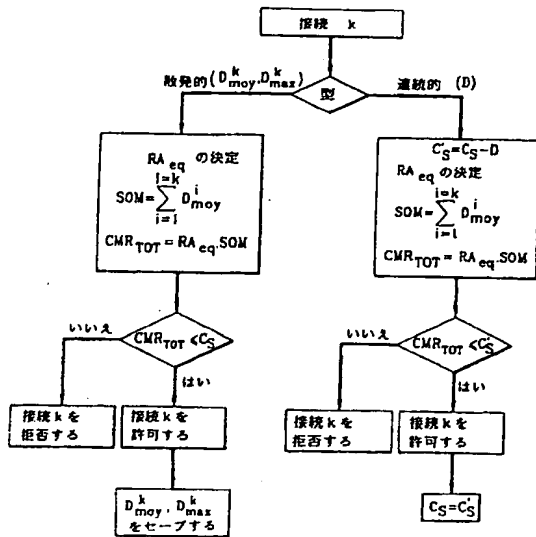 接続 k
散発的(D^k_moy,D^k_max)
型
連続的 (D)
RA_eq の決定
SOM=∑_{i=1}^{i=k} D^i_moy
CMR_TOT=RA_eq.SOM
C'_S=C_S-D
RA_eq の決定
SOM=∑_{i=1}^{i=k} D^i_moy
CMR_TOT=RA_eq.SOM
いいえ
CMR_TOT≤C_S
はい
いいえ
CMR_TOT≤C'_S
はい
接続kを
拒否する
接続kを
許可する
接続kを
拒否する
接続kを
許可する
D^k_moy, D^k_max
をセーブする
C_S=C'_S